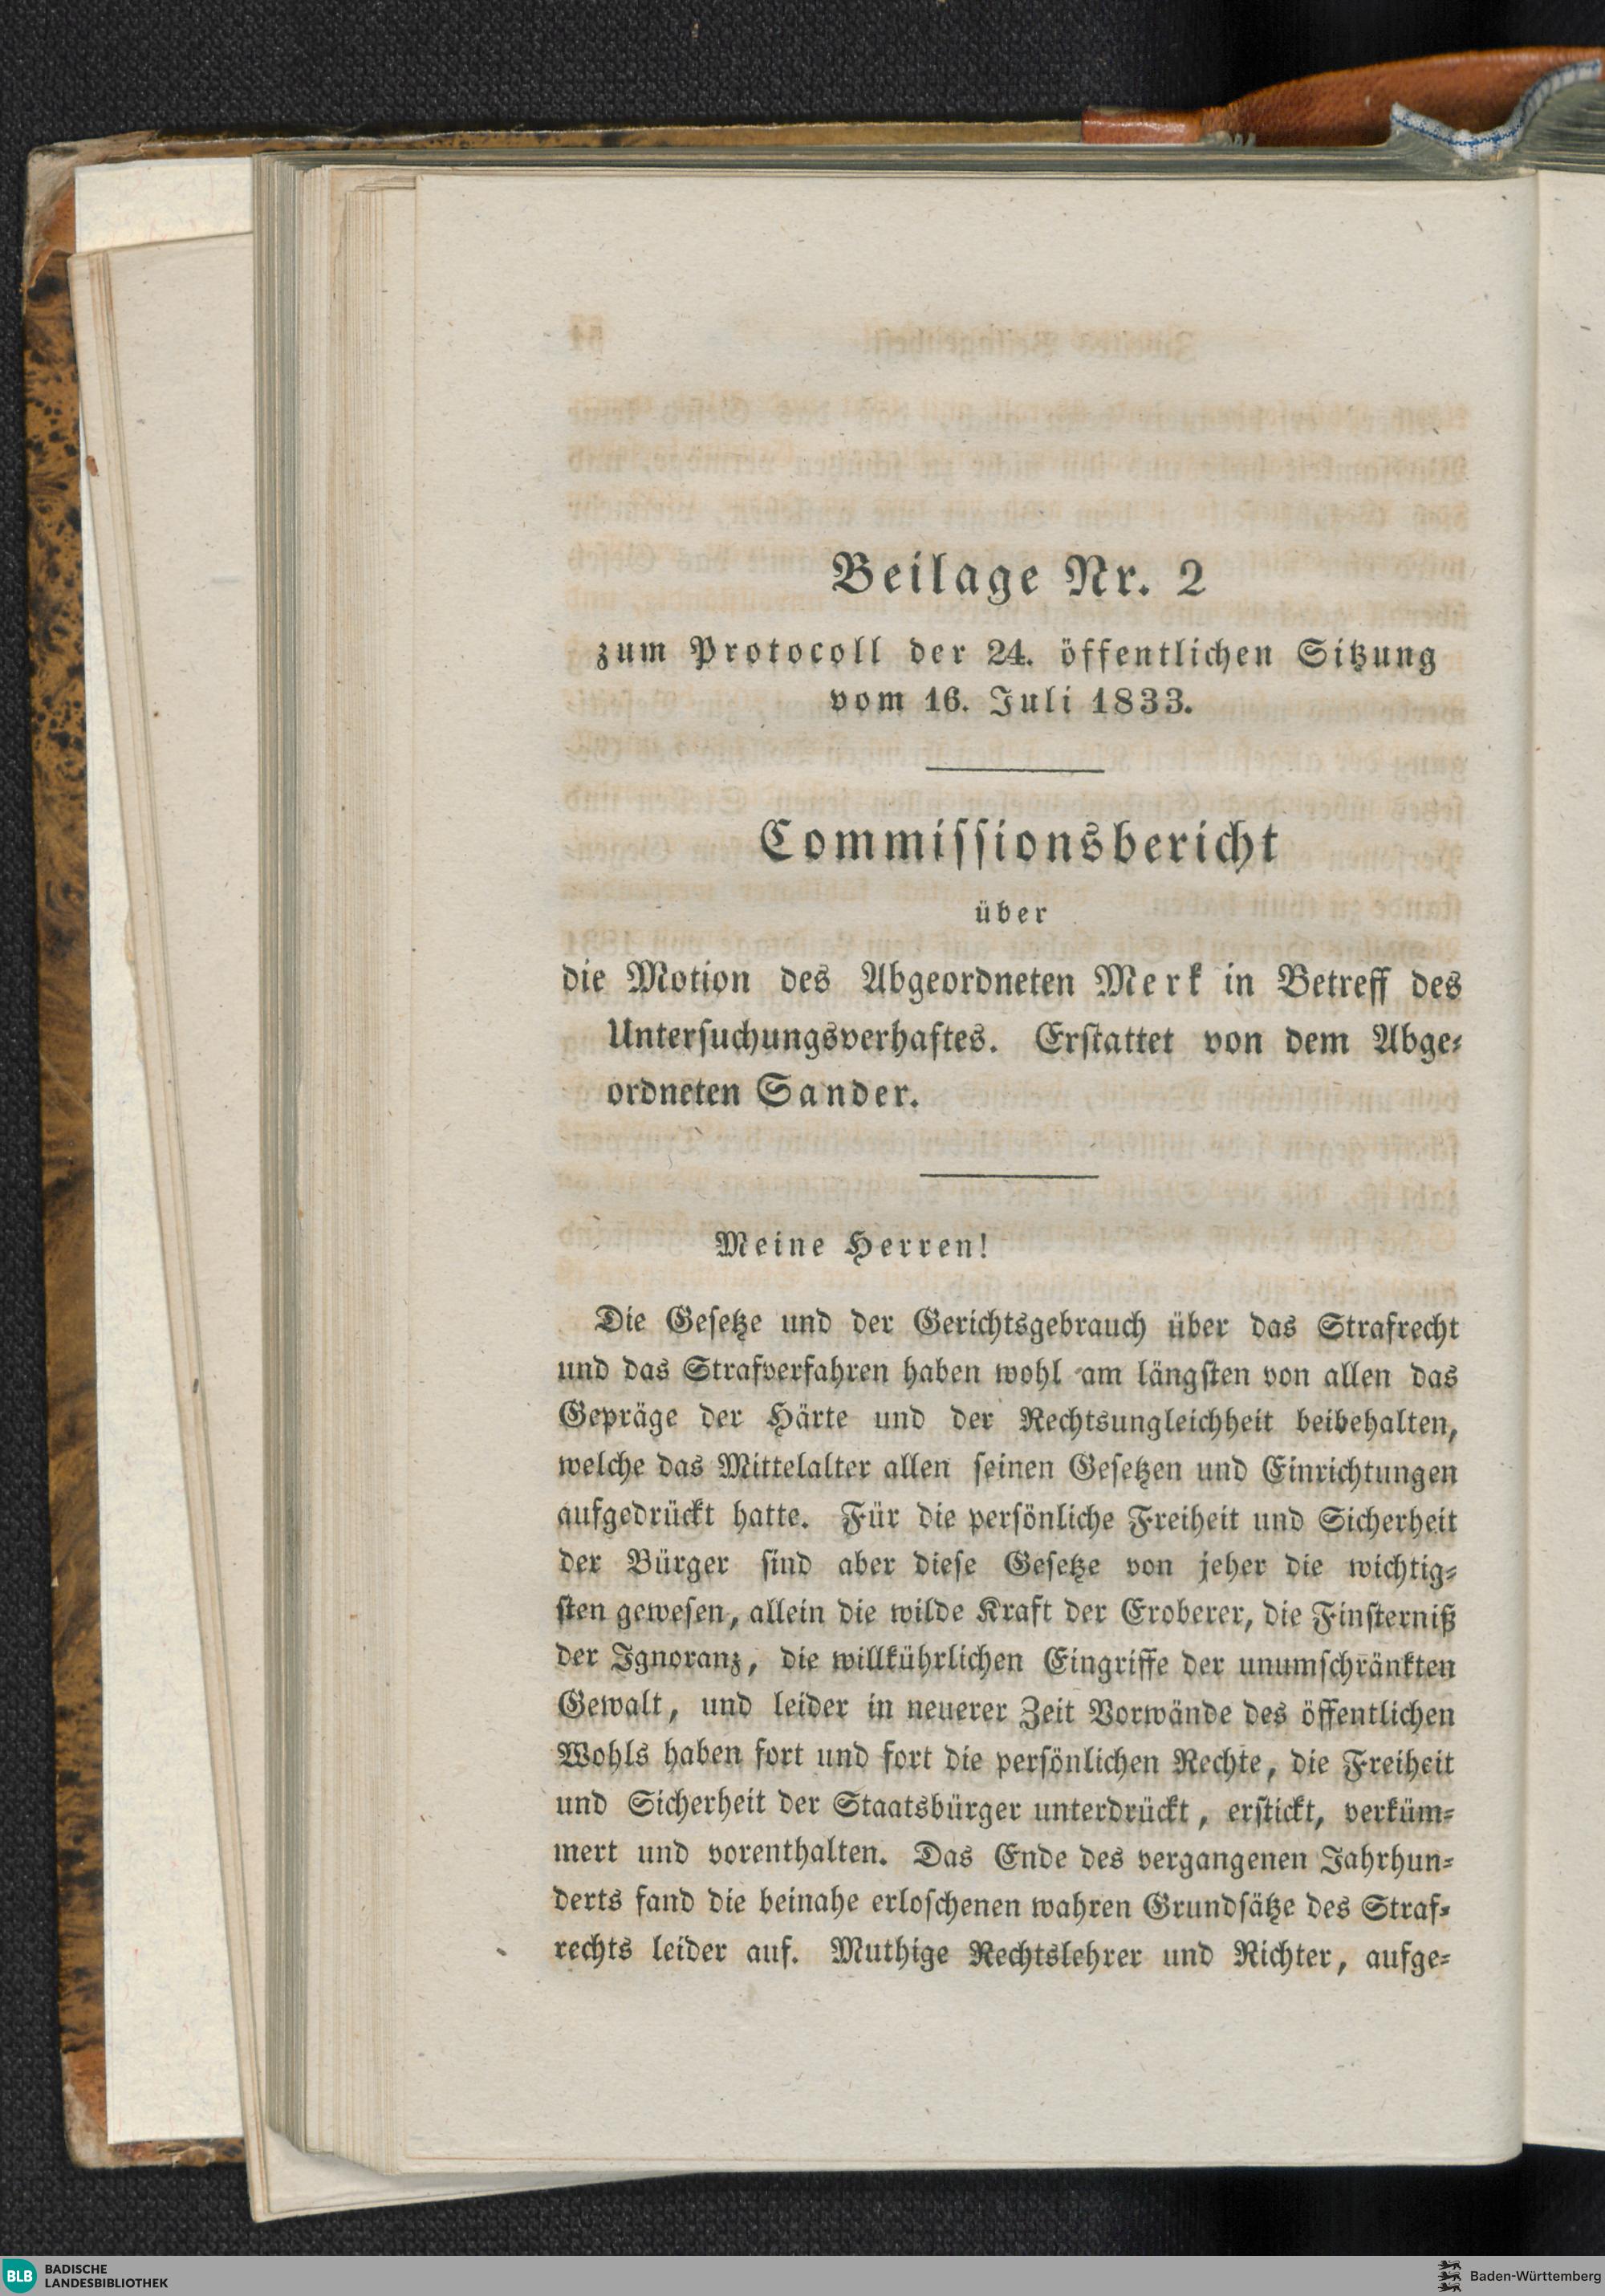 Beilage Nr. 2
zum Protocoll der 24. öffentlichen Sitzung
vom 16. Juli 1833.
Commissionsbericht
über
die Motion des Abgeordneten Merk in Betreff des
Untersuchungsverhaftes. Erstattet von dem Abge-
ordneten Sander.
Meine Herren!
Die Gesetze und der Gerichtsgebrauch über das Strafrecht
und das Strafverfahren haben wohl am längsten von allen das
Gepräge der Härte und der Rechtsungleichheit beibehalten,
welche das Mittelalter allen seinen Gesetzen und Einrichtungen
aufgedrückt hatte. Für die persönliche Freiheit und Sicherheit
der Bürger sind aber diese Gesetze von jeher die wichtig-
sten gewesen, allein die wilde Kraft der Eroberer, die Finsterniß
der Ignoranz, die willkührlichen Eingriffe der unumschränkten
Gewalt, und leider in neuerer Zeit Vorwände des öffentlichen
Wohls haben fort und fort die persönlichen Rechte, die Freiheit
und Sicherheit der Staatsbürger unterdrückt, erstickt, verküm-
mert und vorenthalten. Das Ende des vergangenen Jahrhun-
derts fand die beinahe erloschenen wahren Grundsätze des Straf-
rechts leider auf. Muthige Rechtslehrer und Richter, aufge-
BLB BADISCHE
LANDESBIBLIOTHEK
Baden-Württemberg